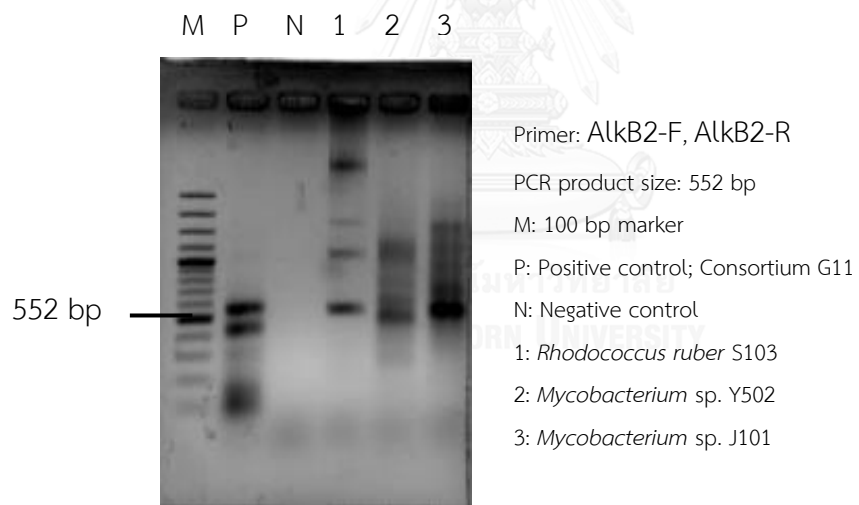 M P N 1 2 3
Primer: AlkB2-F, AlkB2-R
PCR product size: 552 bp
M: 100 bp marker
P: Positive control; Consortium G11
552 bp
N: Negative control
1: Rhodococcus ruber S103
2: Mycobacterium sp. Y502
3: Mycobacterium sp. J101
UNIVERSITY